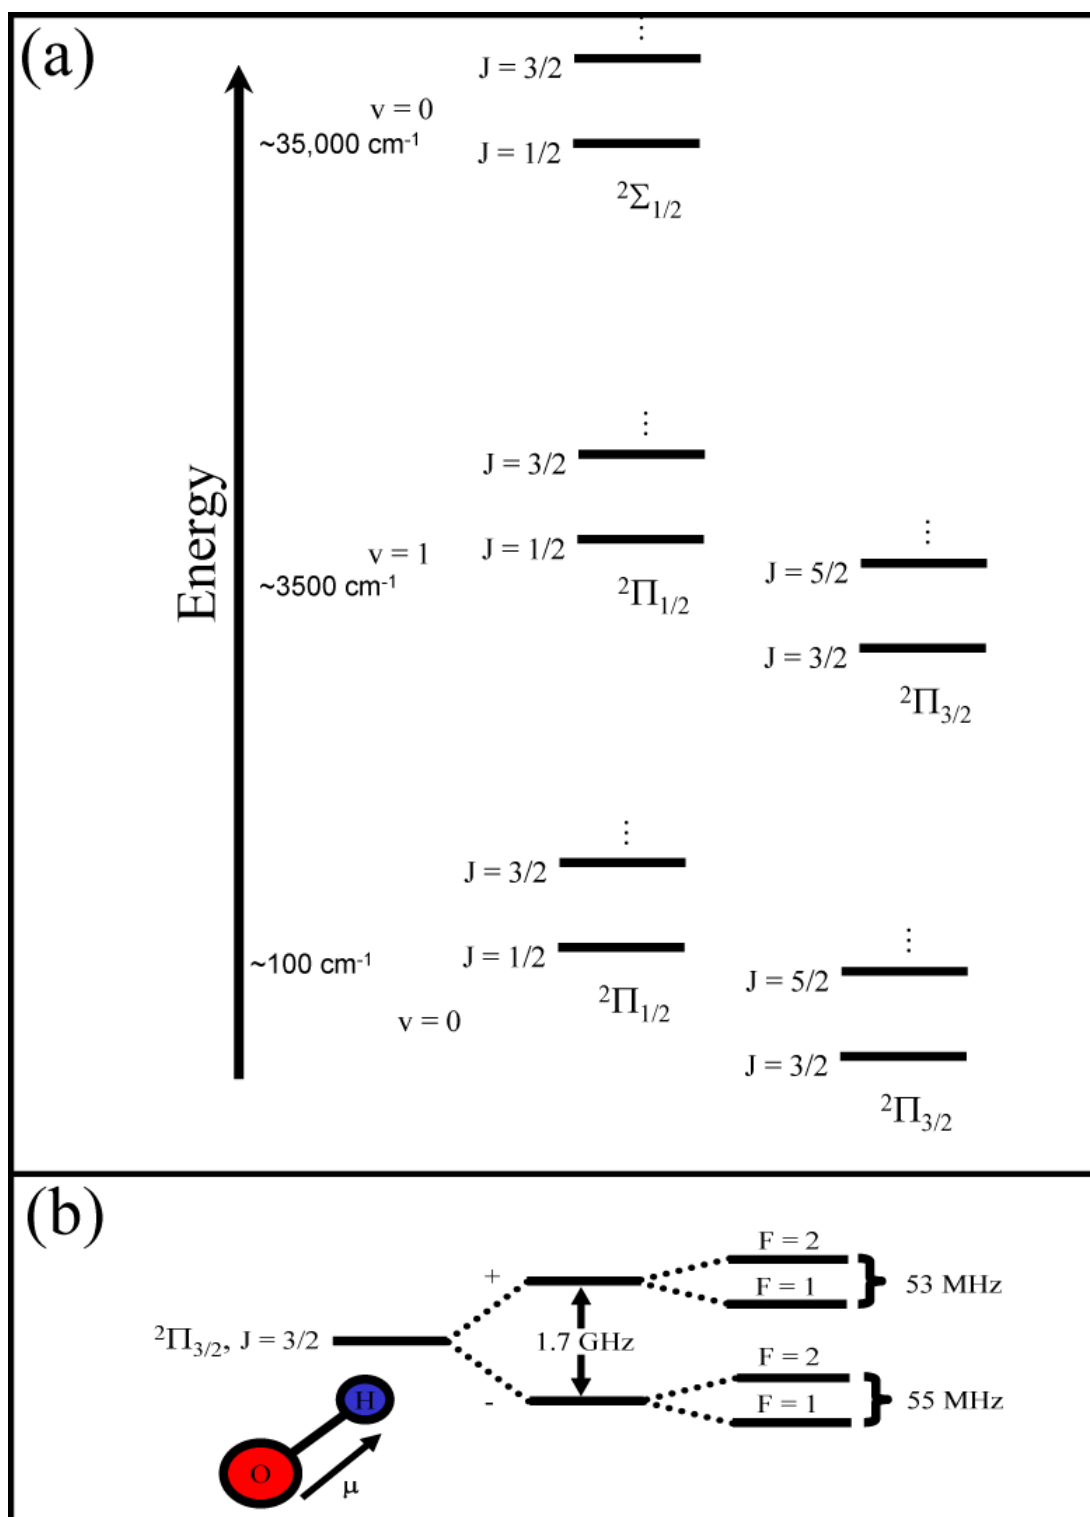 (a)
J = 3/2
v = 0
~35,000 cm⁻¹
J = 1/2
²Σ₁/₂
Energy
J = 3/2
v = 1
J = 1/2
~3500 cm⁻¹
J = 5/2
²Π₁/₂
J = 3/2
²Π₃/₂
J = 3/2
~100 cm⁻¹
J = 1/2
J = 5/2
²Π₁/₂
v = 0
J = 3/2
²Π₃/₂
(b)
F = 2
+
F = 1
53 MHz
²Π₃/₂, J = 3/2
1.7 GHz
F = 2
-
F = 1
55 MHz
H
O
μ